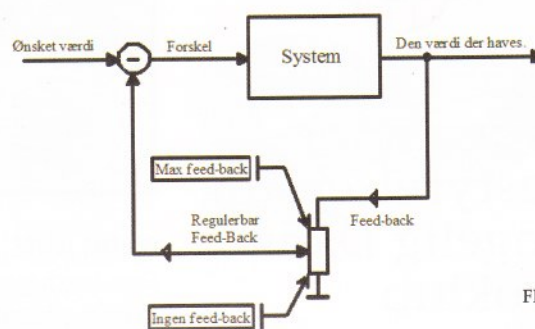 Ønsket værdi
-
Forskel
System
Den værdi der haves.
Max feed-back
Regulerbar
Feed-Back
Feed-back
Ingen feed-back